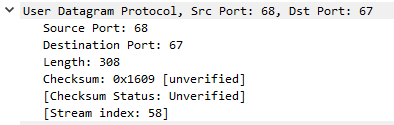 User Datagram Protocol, Src Port: 68, Dst Port: 67
Source Port: 68
Destination Port: 67
Length: 308
Checksum: 0x1609 [unverified]
[Checksum Status: Unverified]
[Stream index: 58]